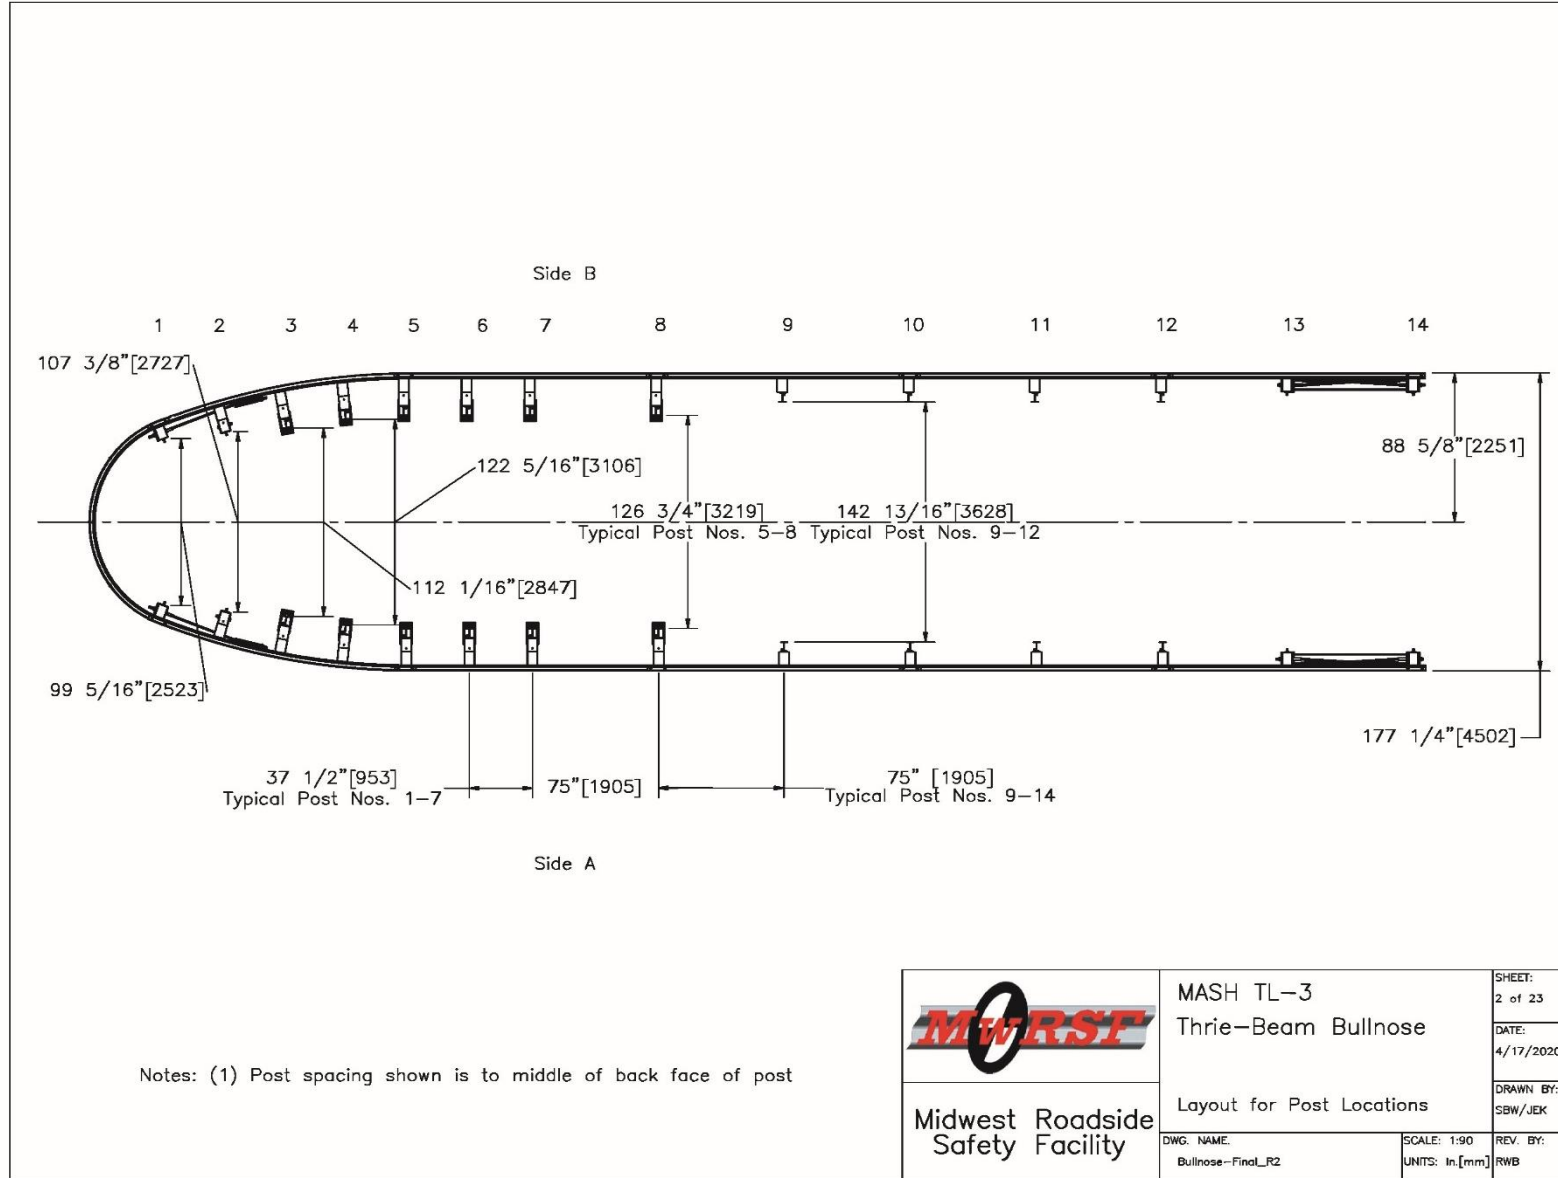 Side B
1 2 3 4 5 6 7 8 9 10 11 12 13 14
107 3/8"[2727]
88 5/8"[2251]
122 5/16"[3106]
126 3/4"[3219]
Typical Post Nos. 5-8
142 13/16"[3628]
Typical Post Nos. 9-12
112 1/16"[2847]
99 5/16"[2523]
177 1/4"[4502]
37 1/2"[953]
Typical Post Nos. 1-7
75"[1905]
75" [1905]
Typical Post Nos. 9-14
Side A
Notes: (1) Post spacing shown is to middle of back face of post
MwRSF
Midwest Roadside
Safety Facility
MASH TL-3
Thrie-Beam Bullnose
Layout for Post Locations
DWG. NAME.
Bullnose-Final_R2
SCALE: 1:90
UNITS: In.[mm]
SHEET:
2 of 23
DATE:
4/17/2020
DRAWN BY:
SBW/JEK
REV. BY:
RWB